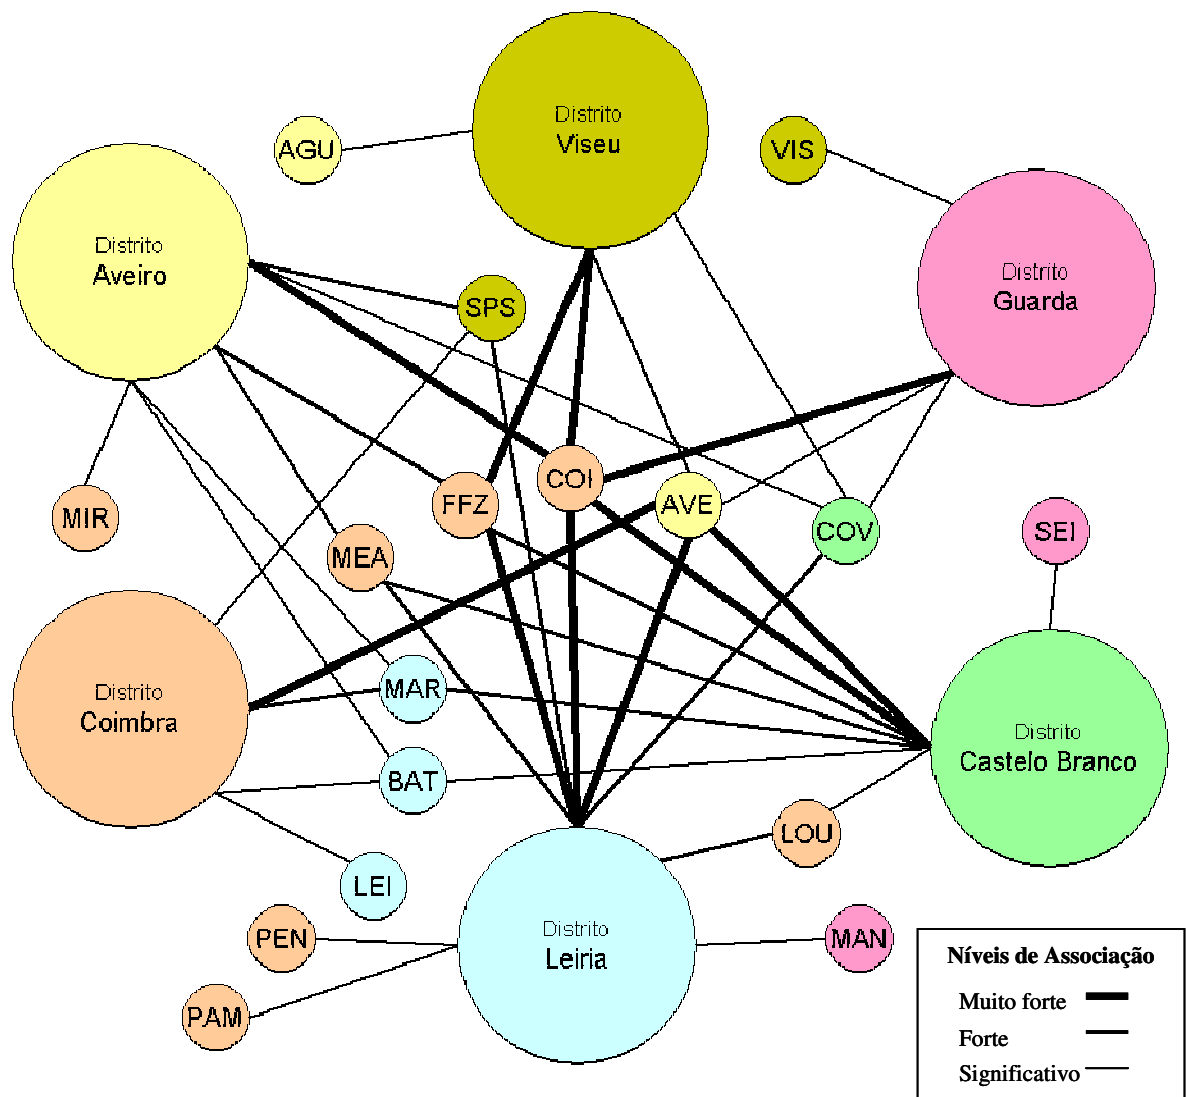 Distrito
Viseu
AGU
VIS
Distrito
Aveiro
Distrito
Guarda
SPS
COI
FFZ
AVE
MIR
COV
SEI
MEA
Distrito
Coimbra
MAR
Distrito
Castelo Branco
BAT
LOU
LEI
PEN
Distrito
Leiria
MAN
PAM
Níveis de Associação
Muito forte
Forte
Significativo